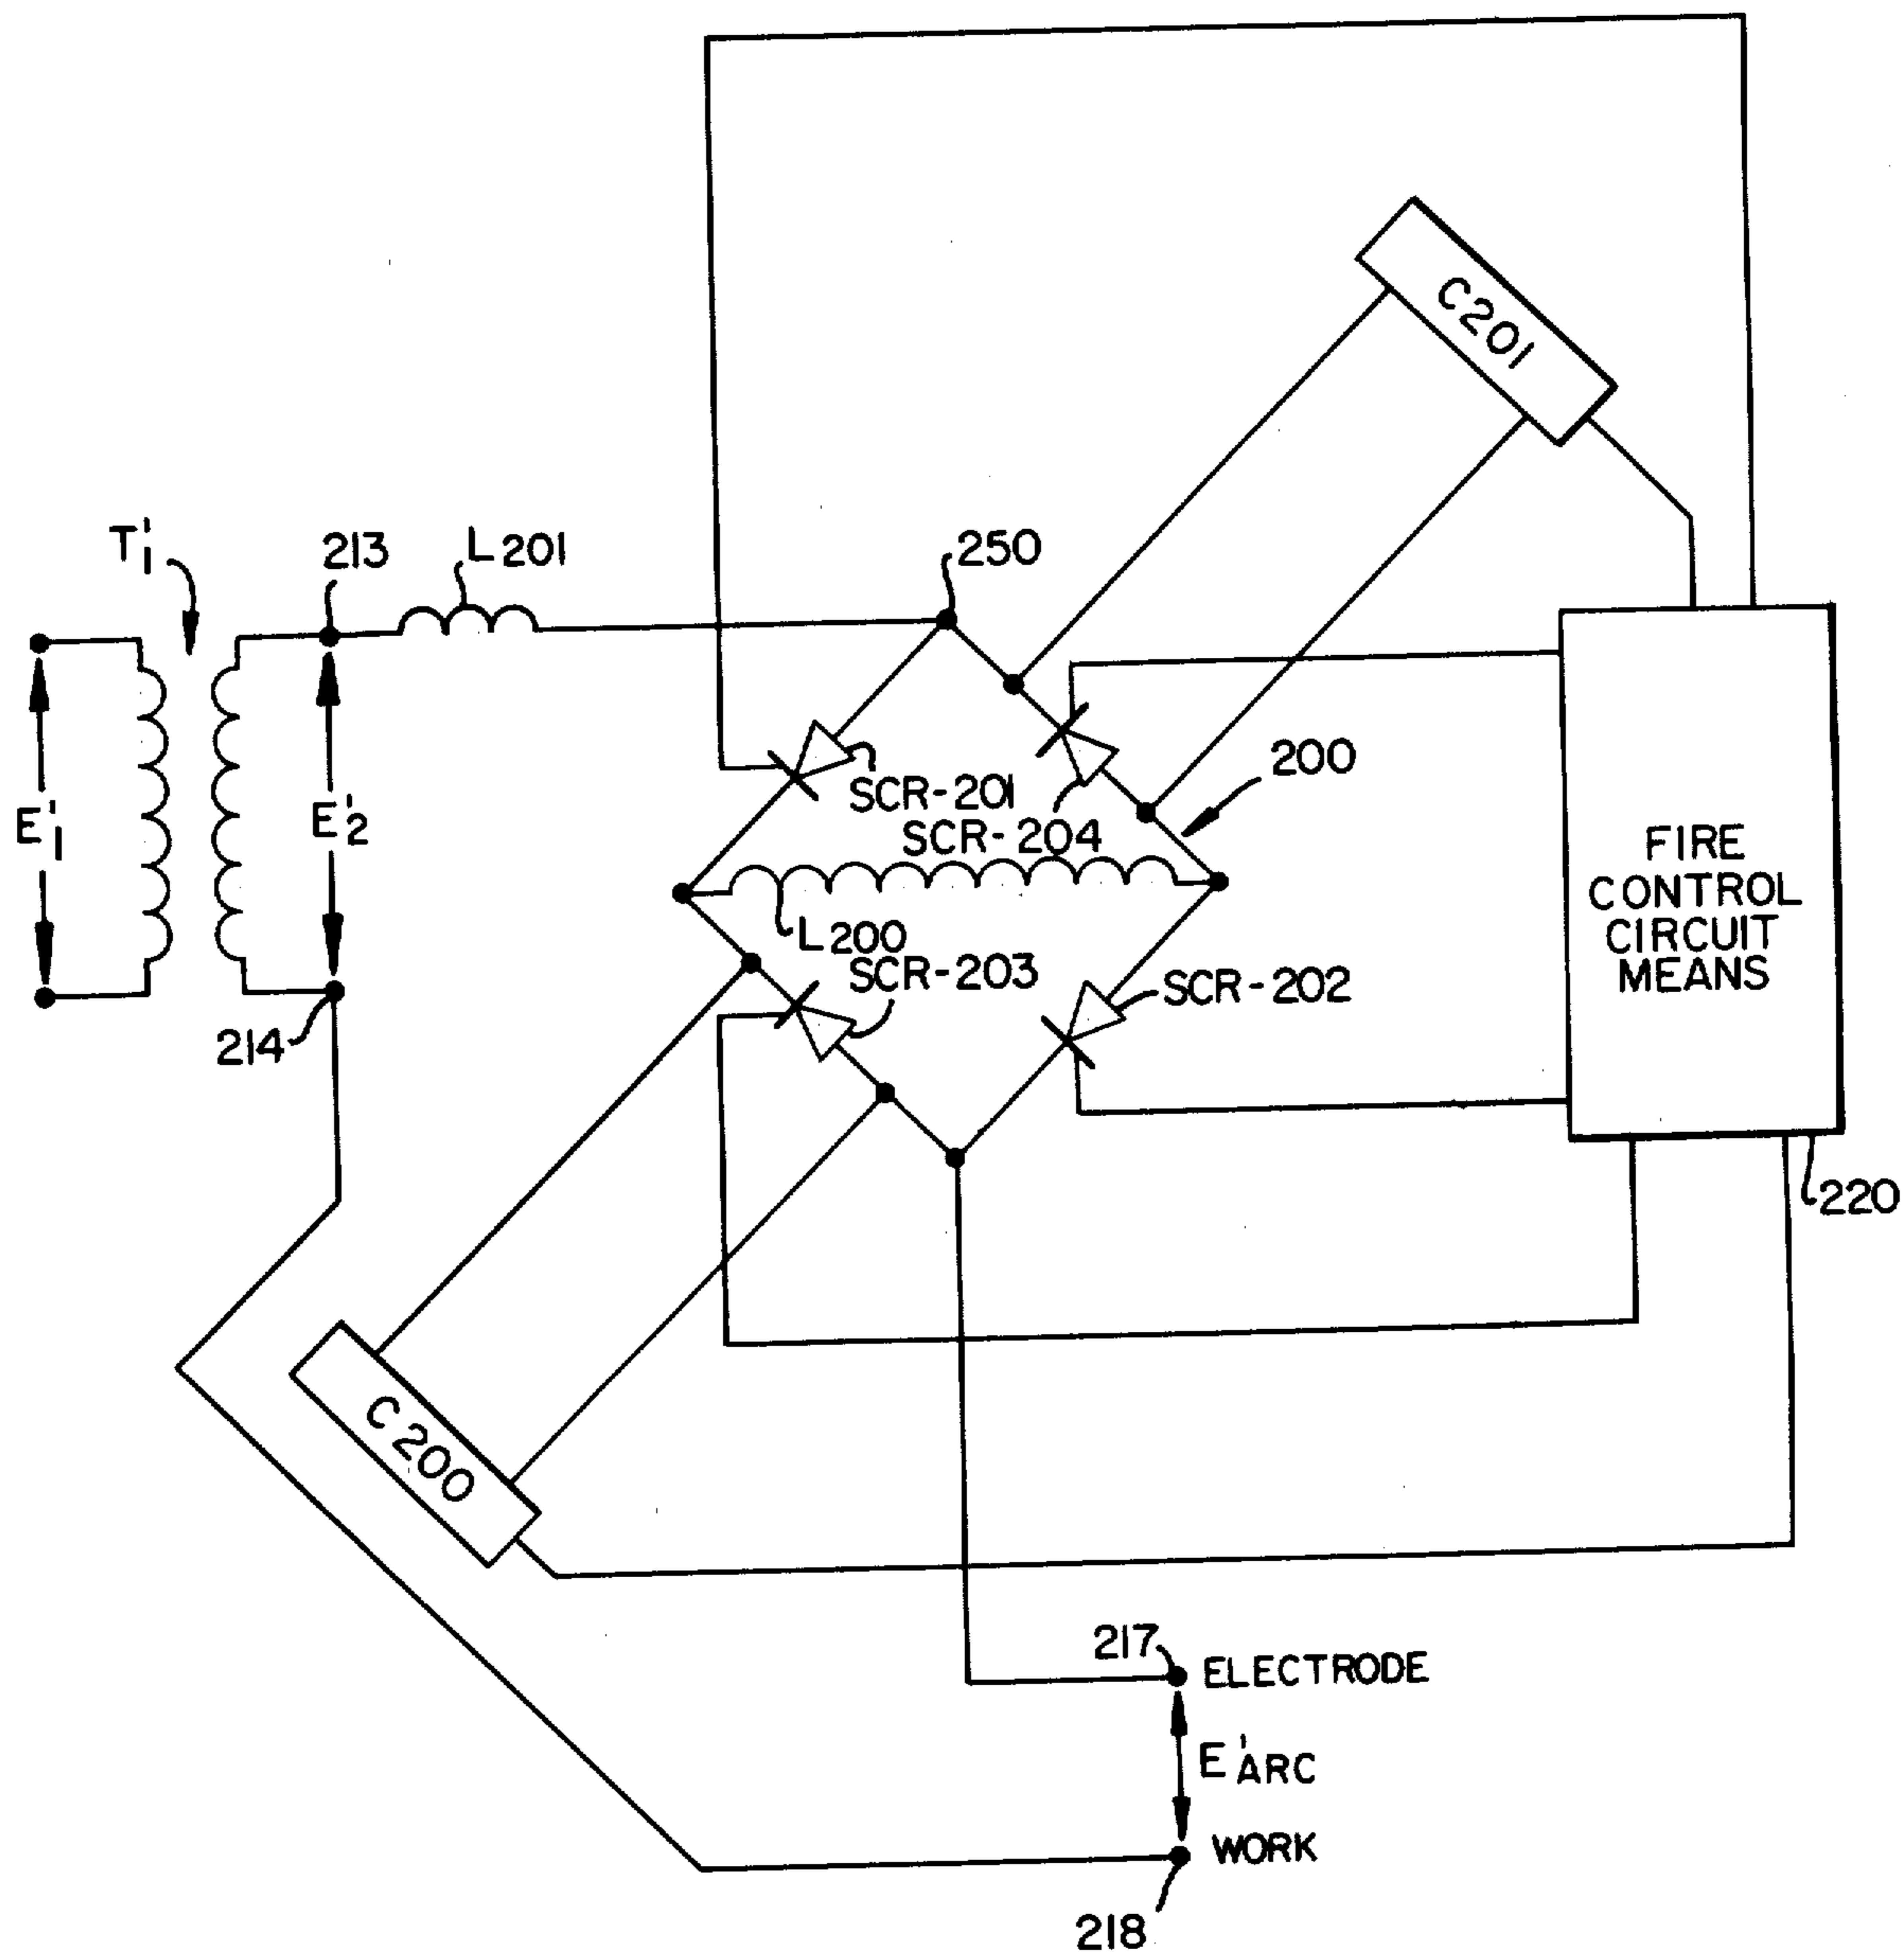 C201
T'1
213
L201
250
E'1
E'2
SCR-201
SCR-204
200
FIRE
CONTROL
CIRCUIT
MEANS
L200
SCR-203
SCR-202
214
220
C200
217
ELECTRODE
E'ARC
WORK
218